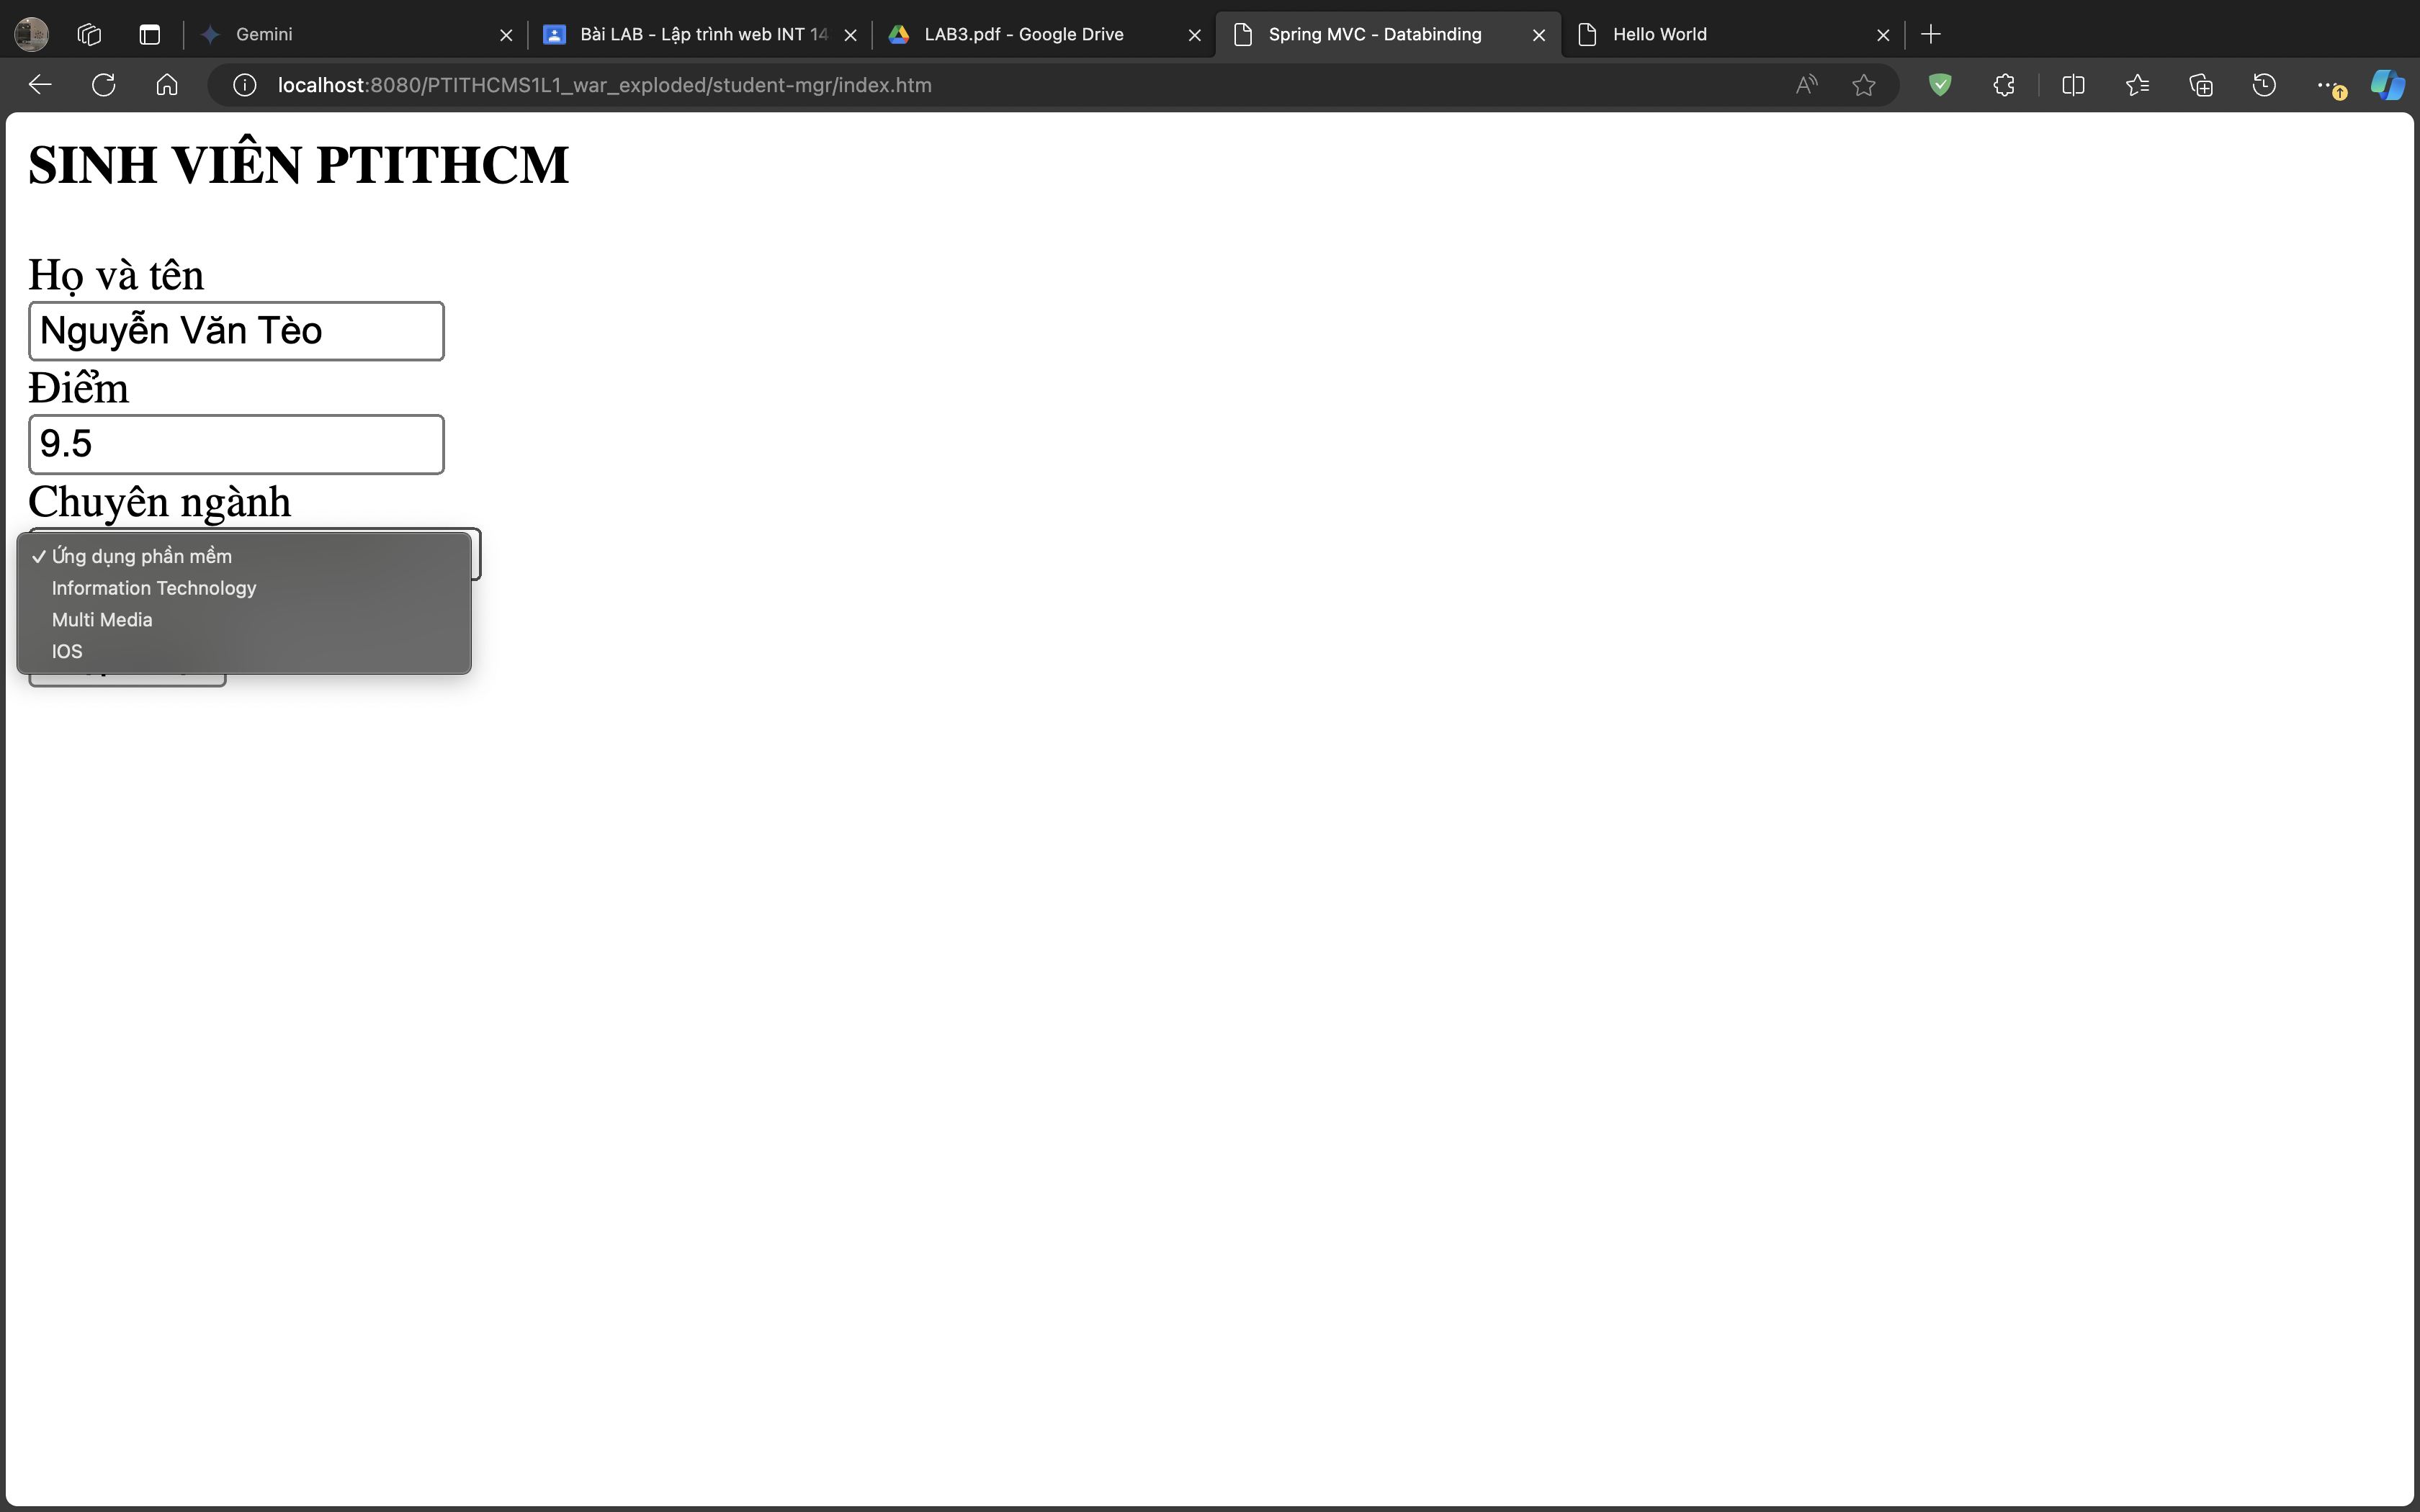 Gemini
Bài LAB - Lập trình web INT 14
LAB3.pdf - Google Drive
Spring MVC - Databinding
Hello World
localhost:8080/PTITHCMS1L1_war_exploded/student-mgr/index.htm
SINH VIÊN PTITHCM
Họ và tên
Nguyễn Văn Tèo
Điểm
9.5
Chuyên ngành
Ứng dụng phần mềm
Information Technology
Multi Media
IOS